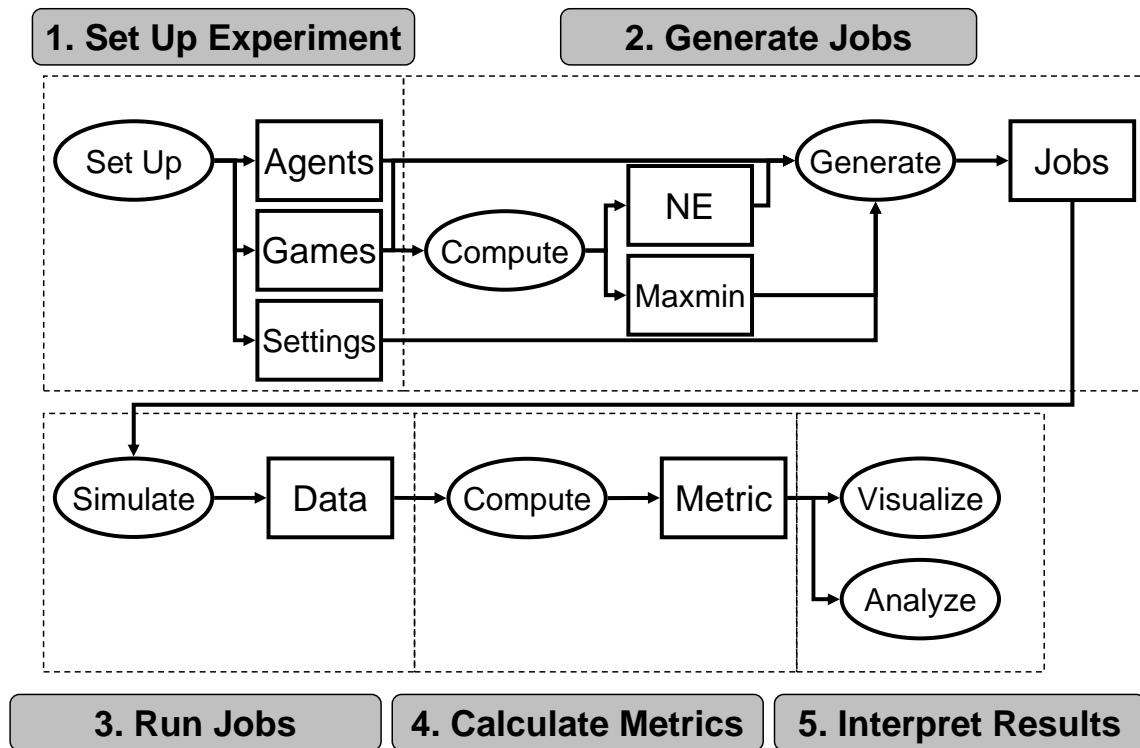 1. Set Up Experiment
2. Generate Jobs
Set Up
Agents
Generate
Jobs
NE
Games
Compute
Maxmin
Settings
Simulate
Data
Compute
Metric
Visualize
Analyze
3. Run Jobs
4. Calculate Metrics
5. Interpret Results